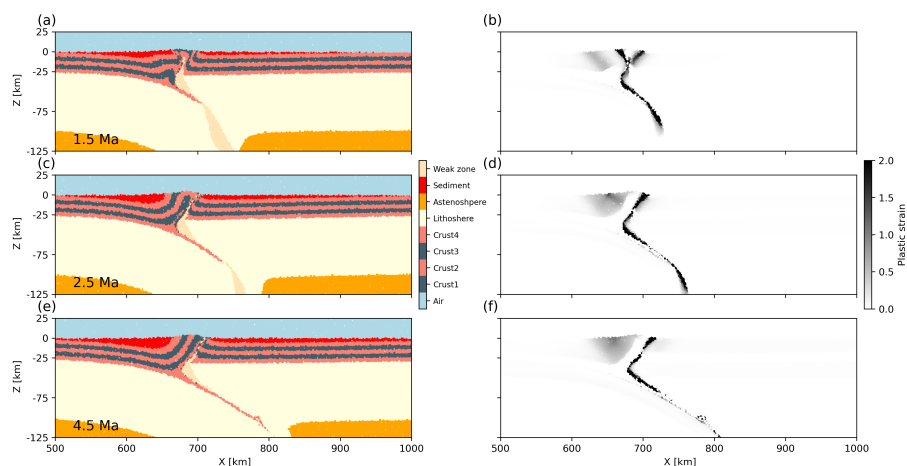 (a)
(b)
25
0
-25
-75
-125
Z [km]
1.5 Ma
(c)
(d)
25
0
-25
-75
-125
Z [km]
2.5 Ma
Weak zone
Sediment
Astenoshpere
Lithoshere
Crust4
Crust3
Crust2
Crust1
Air
2.0
1.5
1.0
0.5
0.0
Plastic strain
(e)
(f)
25
0
-25
-75
-125
Z [km]
4.5 Ma
500 600 700 800 900 1000
X [km]
500 600 700 800 900 1000
X [km]